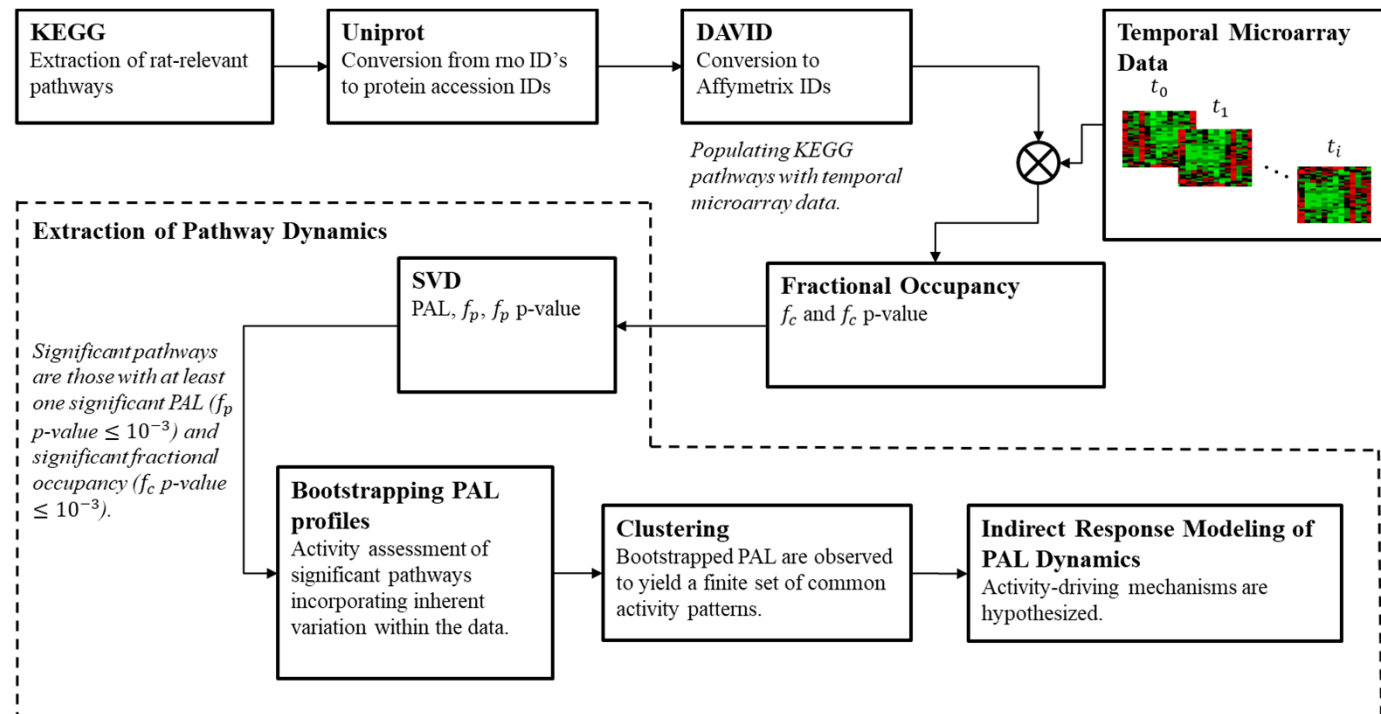 KEGG
Extraction of rat-relevant
pathways
Uniprot
Conversion from rno ID’s
to protein accession IDs
DAVID
Conversion to
Affymetrix IDs
Temporal Microarray
Data
t₀
t₁
tᵢ
Populating KEGG
pathways with temporal
microarray data.
Extraction of Pathway Dynamics
SVD
PAL, fₚ, fₚ p-value
Fractional Occupancy
f_c and f_c p-value
Significant pathways
are those with at least
one significant PAL (fₚ
p-value ≤ 10⁻³) and
significant fractional
occupancy (f_c p-value
≤ 10⁻³).
Bootstrapping PAL
profiles
Activity assessment of
significant pathways
incorporating inherent
variation within the data.
Clustering
Bootstrapped PAL are observed
to yield a finite set of common
activity patterns.
Indirect Response Modeling of
PAL Dynamics
Activity-driving mechanisms are
hypothesized.